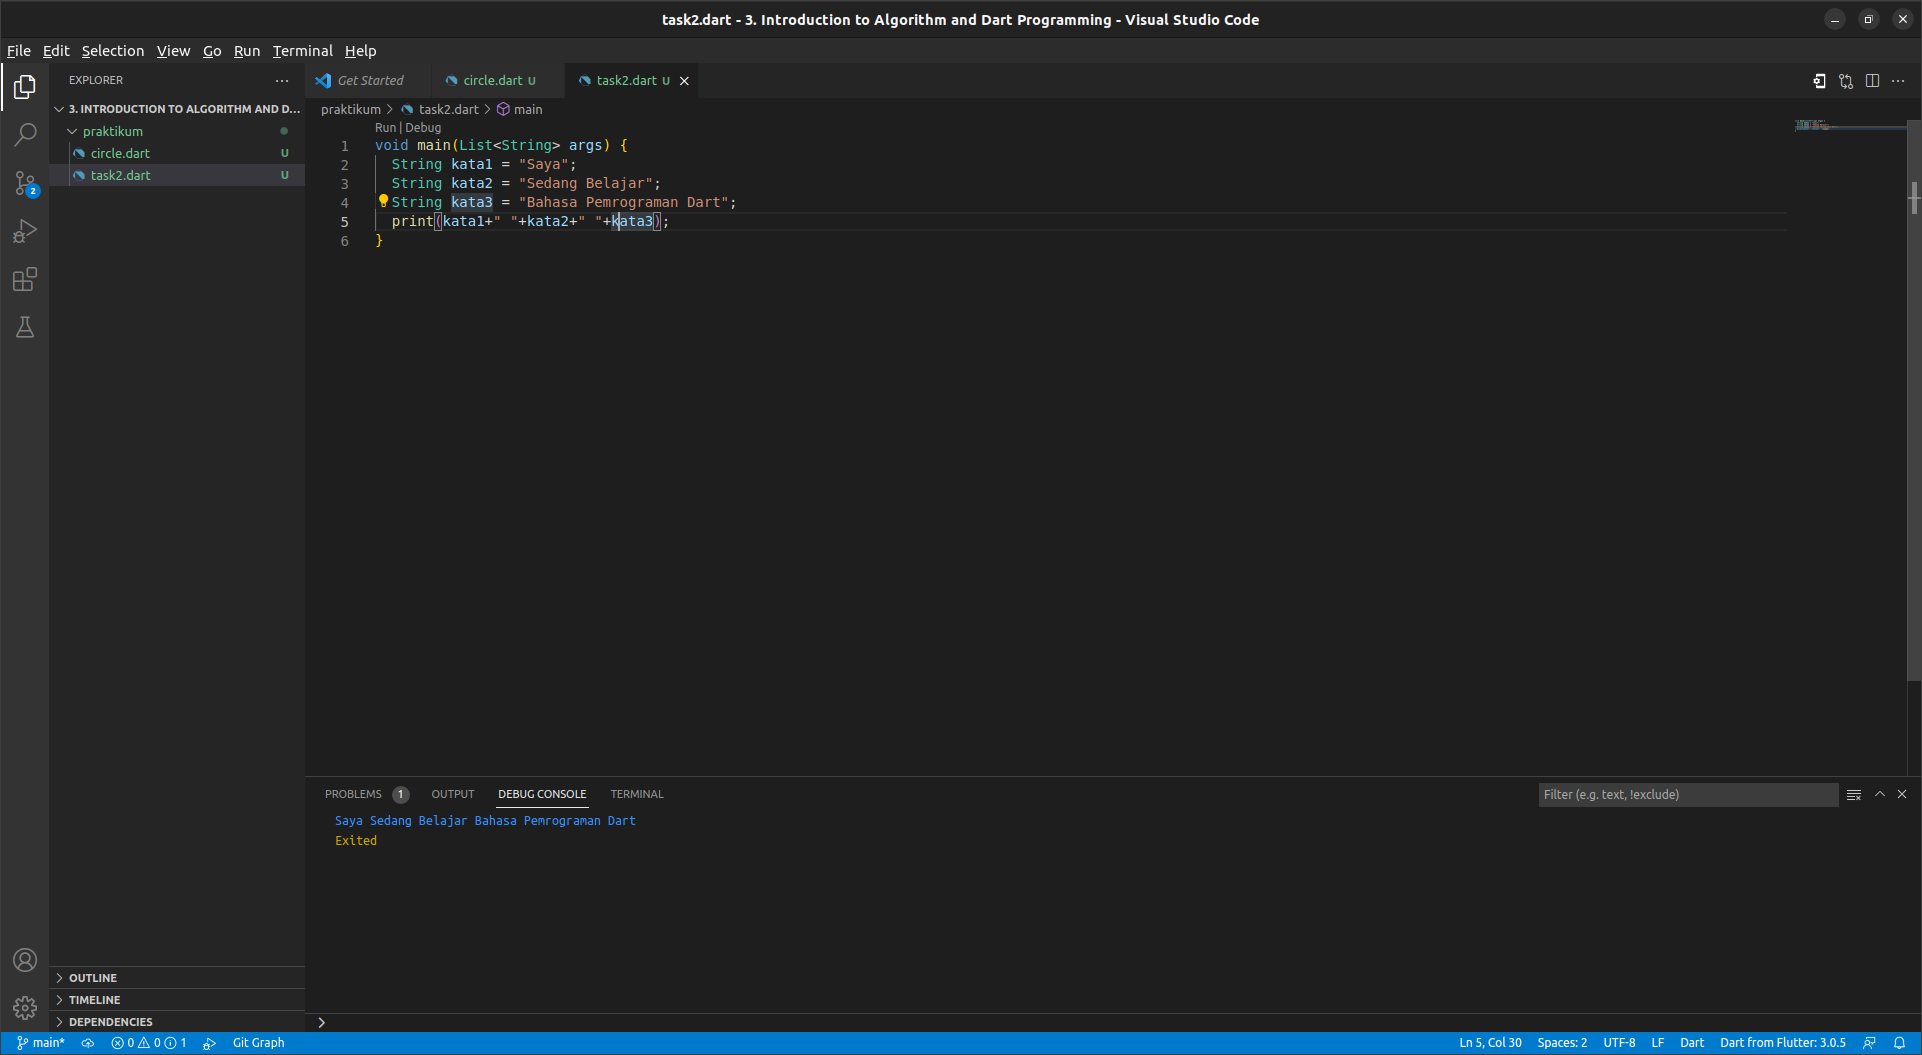 task2.dart - 3. Introduction to Algorithm and Dart Programming - Visual Studio Code
File Edit Selection View Go Run Terminal Help
EXPLORER
3. INTRODUCTION TO ALGORITHM AND D...
praktikum
circle.dart U
task2.dart U
Get Started circle.dart U task2.dart U
praktikum > task2.dart > main
Run | Debug
1 void main(List<String> args) {
2 String kata1 = "Saya";
3 String kata2 = "Sedang Belajar";
4 String kata3 = "Bahasa Pemrograman Dart";
5 print(kata1+" "+kata2+" "+kata3);
6 }
2
PROBLEMS 1 OUTPUT DEBUG CONSOLE TERMINAL
Filter (e.g. text, !exclude)
Saya Sedang Belajar Bahasa Pemrograman Dart
Exited
OUTLINE
TIMELINE
DEPENDENCIES
main* 0 0 1 Git Graph
Ln 5, Col 30 Spaces: 2 UTF-8 LF Dart Dart from Flutter: 3.0.5